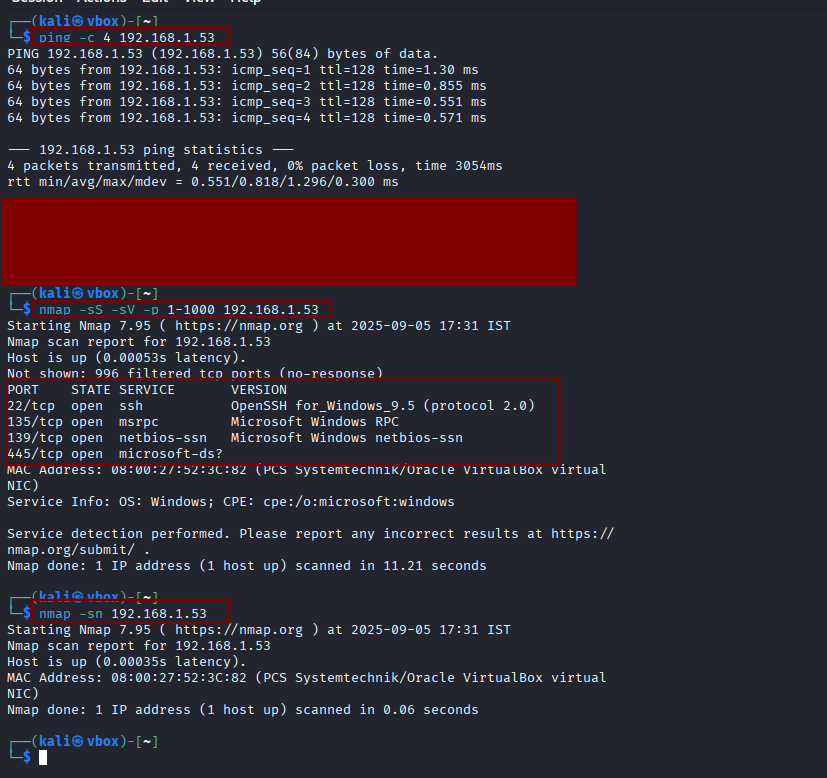 ┌──(kali㉿vbox)-[~]
└─$ ping -c 4 192.168.1.53
PING 192.168.1.53 (192.168.1.53) 56(84) bytes of data.
64 bytes from 192.168.1.53: icmp_seq=1 ttl=128 time=1.30 ms
64 bytes from 192.168.1.53: icmp_seq=2 ttl=128 time=0.855 ms
64 bytes from 192.168.1.53: icmp_seq=3 ttl=128 time=0.551 ms
64 bytes from 192.168.1.53: icmp_seq=4 ttl=128 time=0.571 ms
--- 192.168.1.53 ping statistics ---
4 packets transmitted, 4 received, 0% packet loss, time 3054ms
rtt min/avg/max/mdev = 0.551/0.818/1.296/0.300 ms
┌──(kali㉿vbox)-[~]
└─$ nmap -sS -sV -p 1-1000 192.168.1.53
Starting Nmap 7.95 ( https://nmap.org ) at 2025-09-05 17:31 IST
Nmap scan report for 192.168.1.53
Host is up (0.00053s latency).
Not shown: 996 filtered tcp ports (no-response)
PORT    STATE SERVICE       VERSION
22/tcp  open  ssh           OpenSSH for_Windows_9.5 (protocol 2.0)
135/tcp open  msrpc         Microsoft Windows RPC
139/tcp open  netbios-ssn   Microsoft Windows netbios-ssn
445/tcp open  microsoft-ds?
MAC Address: 08:00:27:52:3C:82 (PCS Systemtechnik/Oracle VirtualBox virtual
NIC)
Service Info: OS: Windows; CPE: cpe:/o:microsoft:windows
Service detection performed. Please report any incorrect results at https://
nmap.org/submit/ .
Nmap done: 1 IP address (1 host up) scanned in 11.21 seconds
┌──(kali㉿vbox)-[~]
└─$ nmap -sn 192.168.1.53
Starting Nmap 7.95 ( https://nmap.org ) at 2025-09-05 17:31 IST
Nmap scan report for 192.168.1.53
Host is up (0.00035s latency).
MAC Address: 08:00:27:52:3C:82 (PCS Systemtechnik/Oracle VirtualBox virtual
NIC)
Nmap done: 1 IP address (1 host up) scanned in 0.06 seconds
┌──(kali㉿vbox)-[~]
└─$